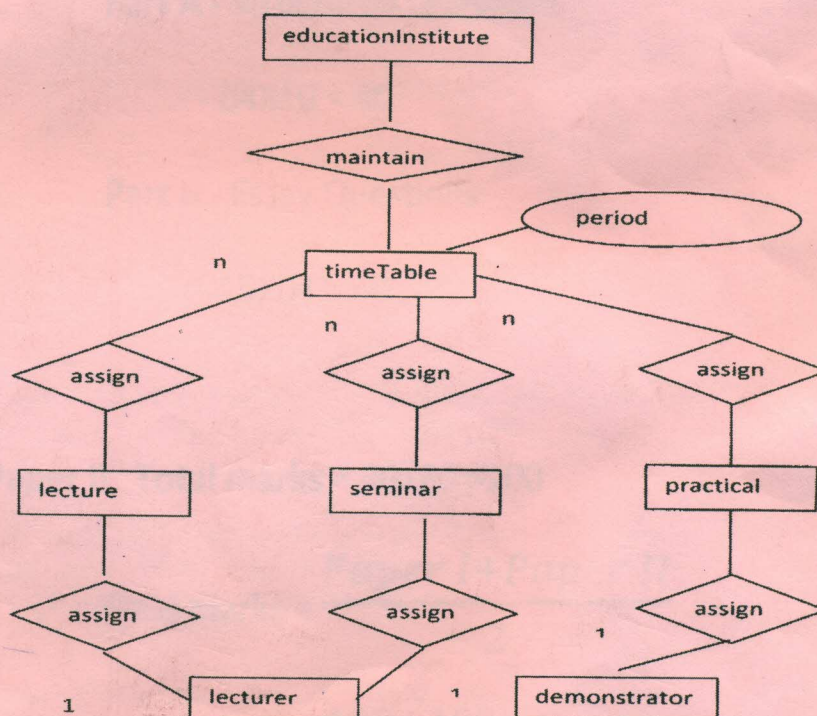 educationInstitute
maintain
period
timeTable
n
n
n
assign
assign
assign
lecture
seminar
practical
assign
assign
assign
1
1
1
lecturer
demonstrator